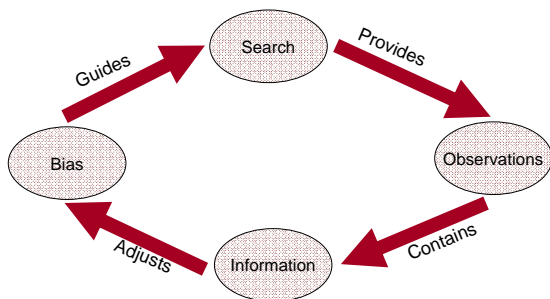 Search
Provides
Guides
Observations
Bias
Contains
Adjusts
Information